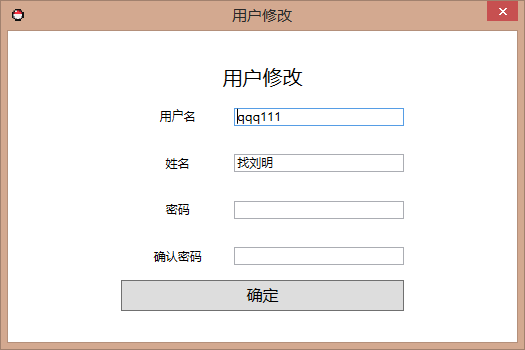 用户修改
用户修改
用户名
qqq111
姓名
找刘明
密码
确认密码
确定